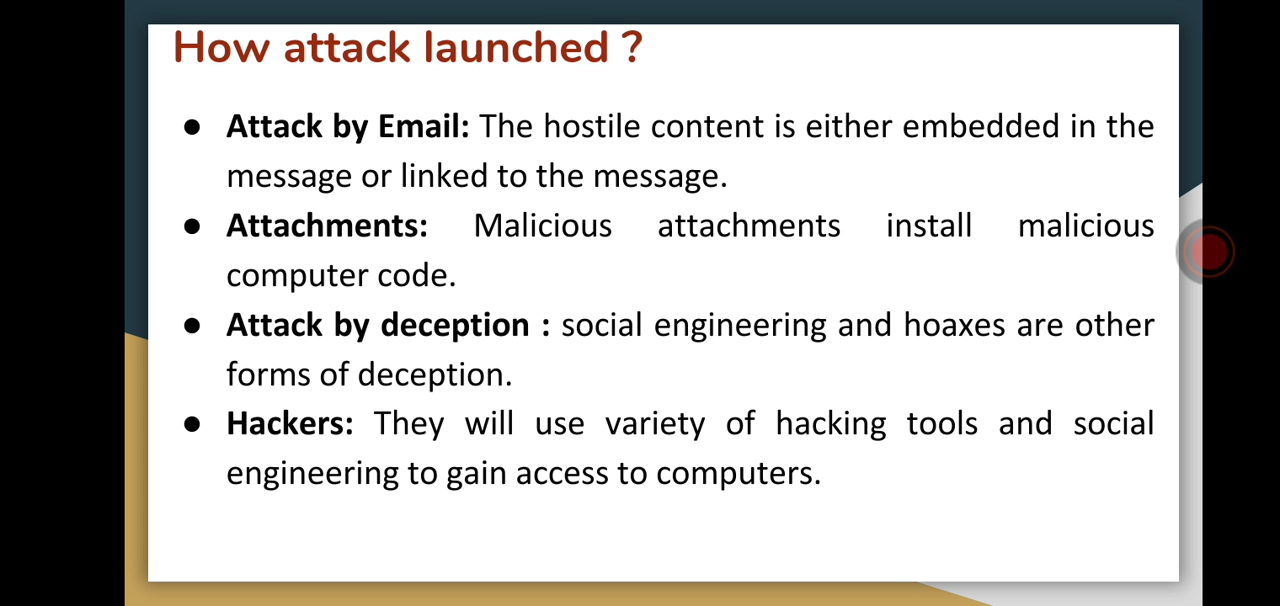 How attack launched ?
● Attack by Email: The hostile content is either embedded in the
message or linked to the message.
● Attachments: Malicious attachments install malicious
computer code.
● Attack by deception : social engineering and hoaxes are other
forms of deception.
● Hackers: They will use variety of hacking tools and social
engineering to gain access to computers.